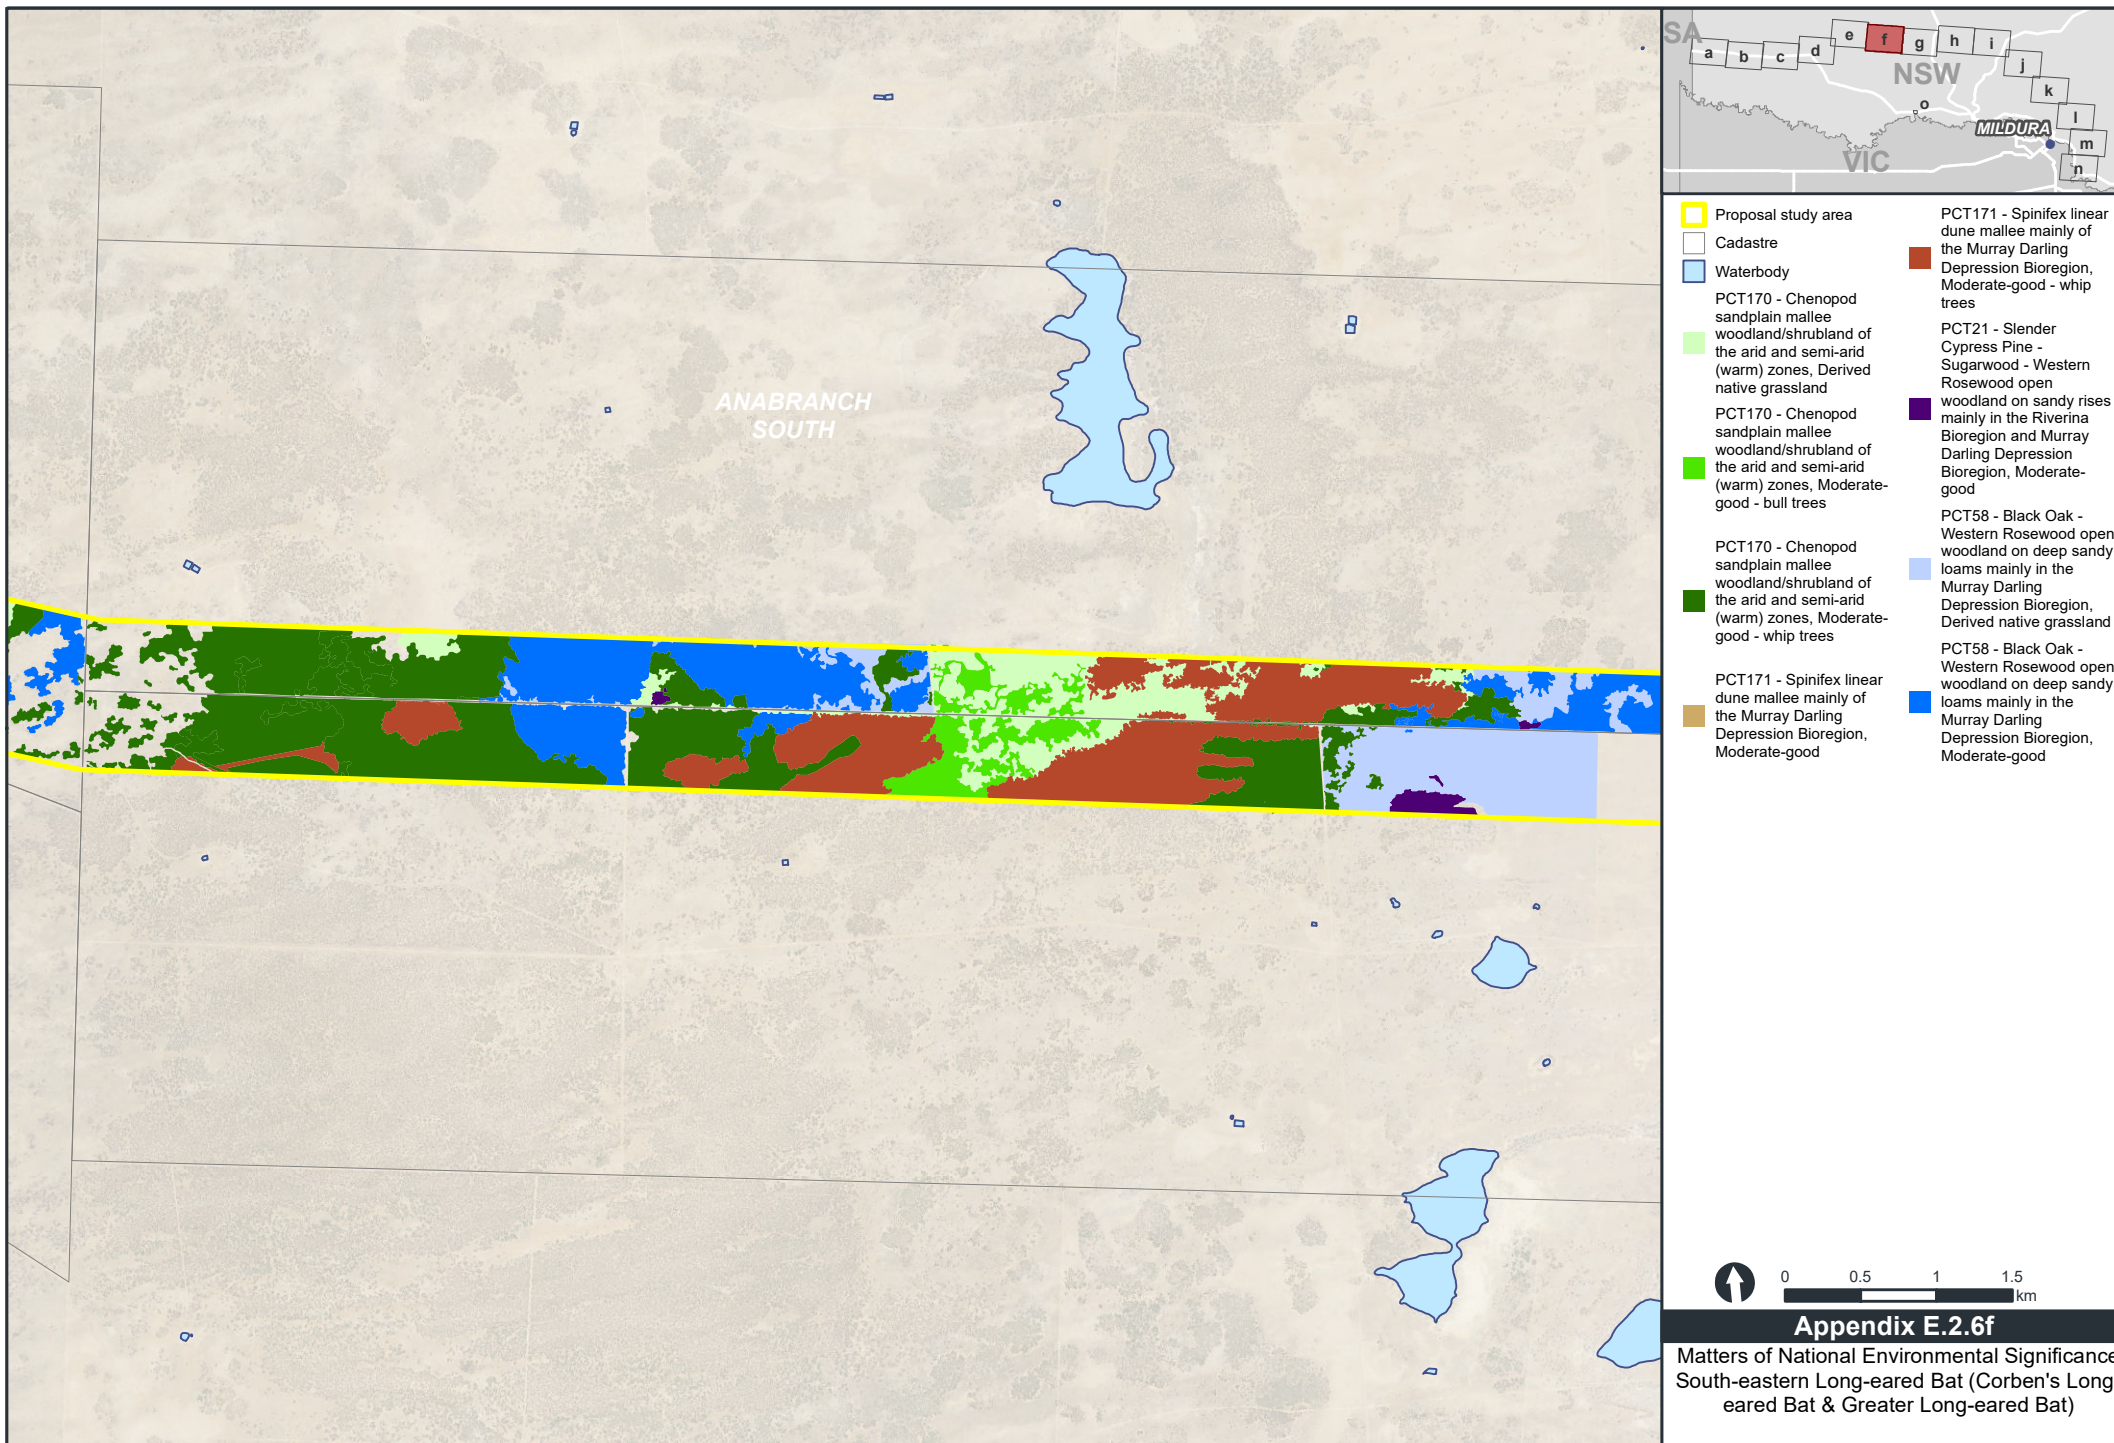 SA
a
b
c
d
e
f
g
h
i
j
k
l
m
n
o
NSW
MILDURA
VIC
ANABRANCH
SOUTH
Proposal study area
Cadastre
Waterbody
PCT170 - Chenopod
sandplain mallee
woodland/shrubland of
the arid and semi-arid
(warm) zones, Derived
native grassland
PCT170 - Chenopod
sandplain mallee
woodland/shrubland of
the arid and semi-arid
(warm) zones, Moderate-
good - bull trees
PCT170 - Chenopod
sandplain mallee
woodland/shrubland of
the arid and semi-arid
(warm) zones, Moderate-
good - whip trees
PCT171 - Spinifex linear
dune mallee mainly of
the Murray Darling
Depression Bioregion,
Moderate-good
PCT171 - Spinifex linear
dune mallee mainly of
the Murray Darling
Depression Bioregion,
Moderate-good - whip
trees
PCT21 - Slender
Cypress Pine -
Sugarwood - Western
Rosewood open
woodland on sandy rises
mainly in the Riverina
Bioregion and Murray
Darling Depression
Bioregion, Moderate-
good
PCT58 - Black Oak -
Western Rosewood open
woodland on deep sandy
loams mainly in the
Murray Darling
Depression Bioregion,
Derived native grassland
PCT58 - Black Oak -
Western Rosewood open
woodland on deep sandy
loams mainly in the
Murray Darling
Depression Bioregion,
Moderate-good
0 0.5 1 1.5
km
Appendix E.2.6f
Matters of National Environmental Significance
South-eastern Long-eared Bat (Corben's Long-
eared Bat & Greater Long-eared Bat)